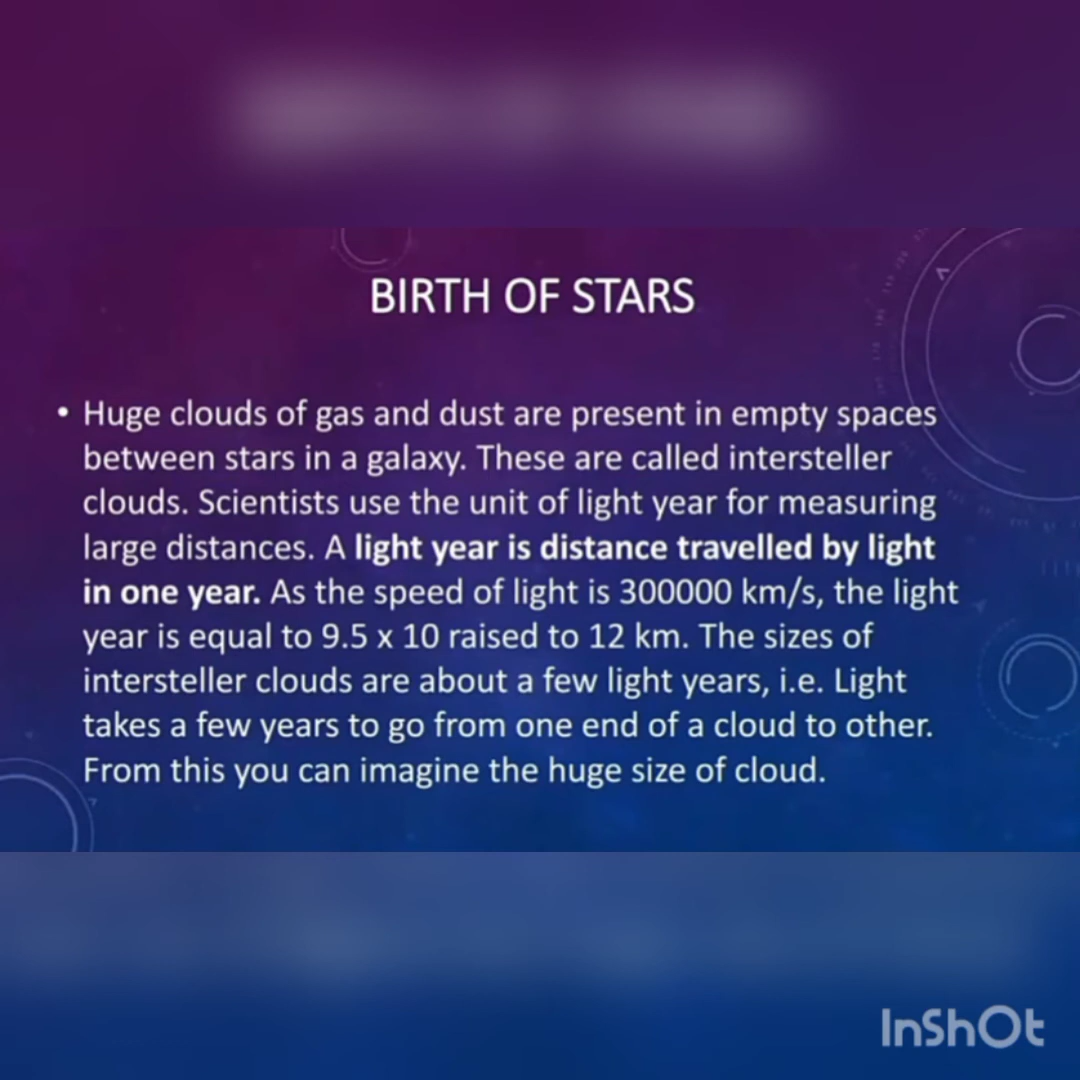 BIRTH OF STARS
• Huge clouds of gas and dust are present in empty spaces
between stars in a galaxy. These are called intersteller
clouds. Scientists use the unit of light year for measuring
large distances. A light year is distance travelled by light
in one year. As the speed of light is 300000 km/s, the light
year is equal to 9.5 x 10 raised to 12 km. The sizes of
intersteller clouds are about a few light years, i.e. Light
takes a few years to go from one end of a cloud to other.
From this you can imagine the huge size of cloud.
InShOt